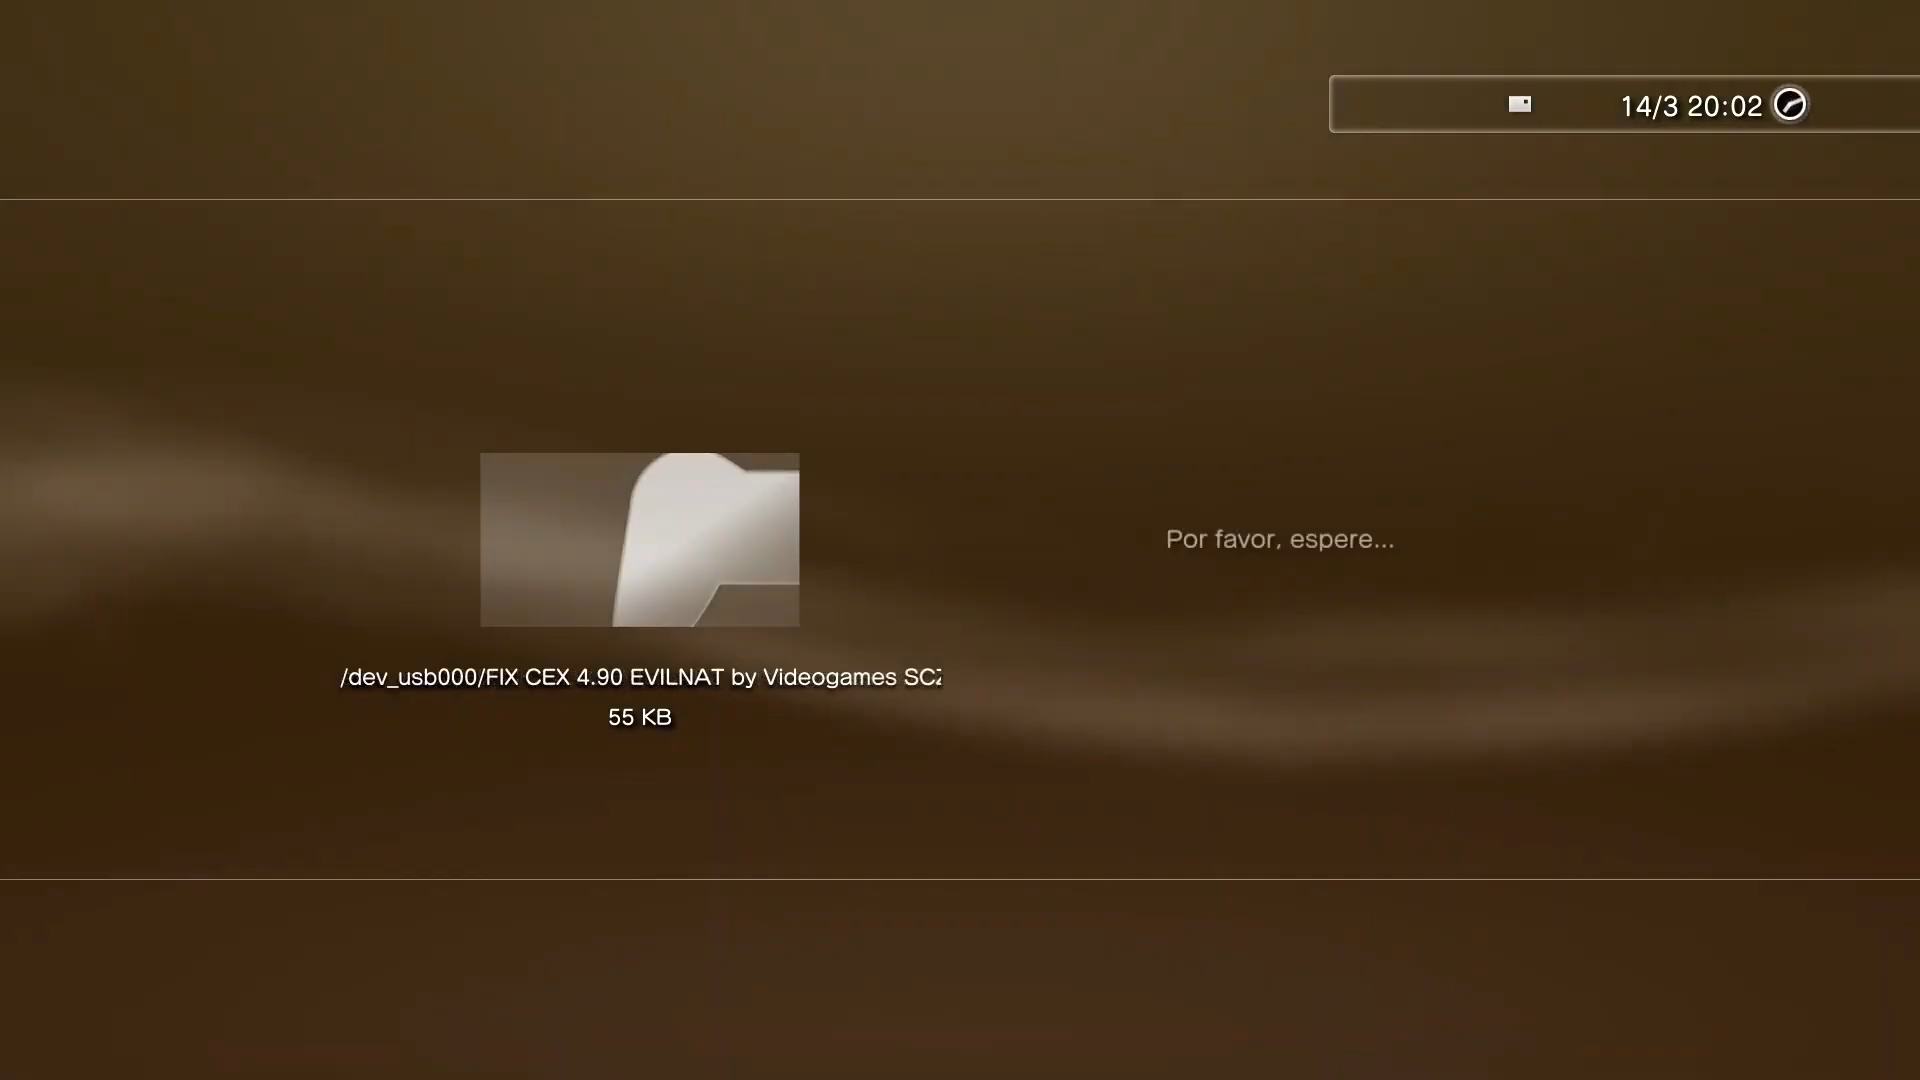 14/3 20:02
Por favor, espere...
/dev_usb000/FIX CEX 4.90 EVILNAT by Videogames
55 KB